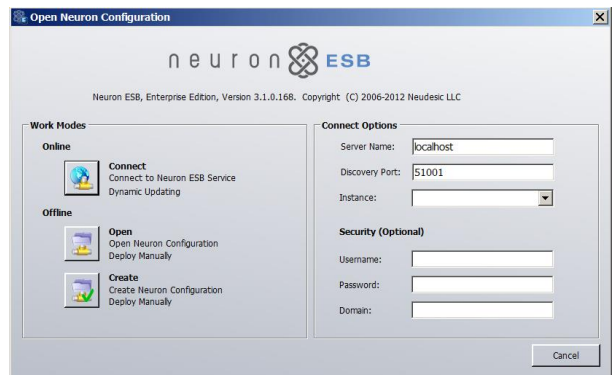 Open Neuron Configuration
neuron ESB
Neuron ESB, Enterprise Edition, Version 3.1.0.168. Copyright (C) 2006-2012 Neudesic LLC
Work Modes
Online
Connect
Connect to Neuron ESB Service
Dynamic Updating
Offline
Open
Open Neuron Configuration
Deploy Manually
Create
Create Neuron Configuration
Deploy Manually
Connect Options
Server Name: localhost
Discovery Port: 51001
Instance:
Security (Optional)
Username:
Password:
Domain:
Cancel